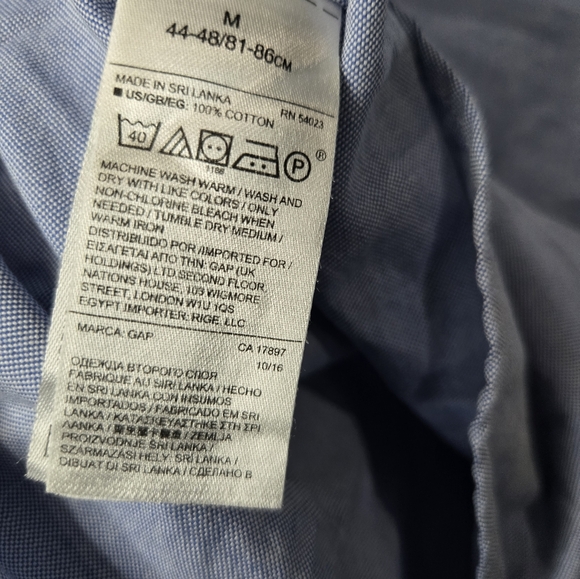 M
44-48/81-86CM
MADE IN SRI LANKA
US/GB/EG: 100% COTTON
RN 54023
40
P
®
1188
MACHINE WASH WARM / WASH AND
DRY WITH LIKE COLORS / ONLY
NON-CHLORINE BLEACH WHEN
NEEDED / TUMBLE DRY MEDIUM /
WARM IRON
DISTRIBUIDO POR /IMPORTED FOR /
ΕΙΣΑΓΕΤΑΙ ΑΠΟ ΤΗΝ: GAP (UK
HOLDINGS) LTD SECOND FLOOR,
NATIONS HOUSE, 103 WIGMORE
STREET, LONDON W1U 1QS
EGYPT IMPORTER: RIGE, LLC
MARCA: GAP
CA 17897
10/16
ОДЕЖДА ВТОРОГО СЛОЯ
FABRIQUE AU SRI LANKA / HECHO
EN SRI LANKA CON INSUMOS
IMPORTADOS / FABRICADO EM SRI
LANKA / ΚΑΤΑΣΚΕΥΑΣΤΗΚΕ ΣΤΗ ΣΡΙ
ΛΑΝΚΑ / ZEMLJA
PROIZVODNJE SRI LANKA /
SZÁRMAZÁSI HELY: SRI LANKA /
DIBUAT DI SRI LANKA / СДЕЛАНО В